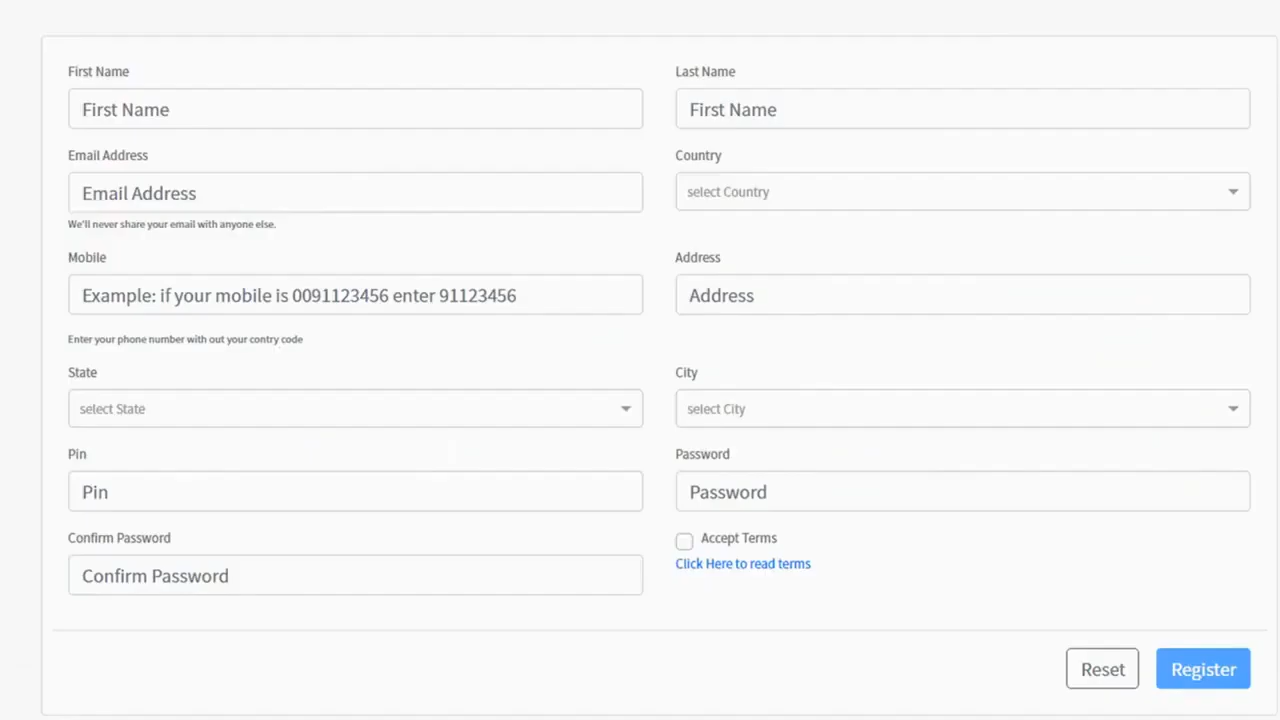 First Name
Last Name
First Name
First Name
Email Address
Country
Email Address
select Country
We'll never share your email with anyone else.
Mobile
Address
Example: if your mobile is 0091123456 enter 91123456
Address
Enter your phone number with out your contry code
State
City
select State
select City
Pin
Password
Pin
Password
Confirm Password
Accept Terms
Click Here to read terms
Confirm Password
Reset
Register